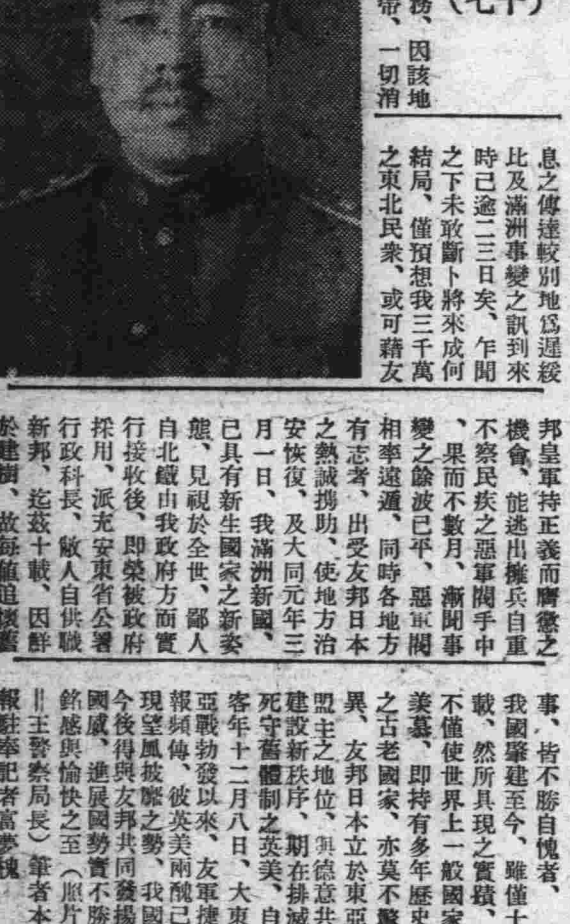 (七十)
務、因該地
帶、一切消
息之傳達較別地爲遲緩
比及滿洲事變之訊到來
時已逾二三日矣、乍聞
之下未敢斷卜將來成何
結局、僅預想我三千萬
之東北民衆、或可藉友
邦皇軍持正義而膺懲之
機會、能逃出擁兵自重
不察民疾之惡軍閥手中
、果而不數月、漸聞事
變之餘波已平、惡軍閥
相率遠遁、同時各地方
有志者、出受友邦日本
之熱誠携助、使地方治
安恢復、及大同元年三
月一日、我滿洲新國、
已具有新生國家之新姿
態、見視於全世、鄙人
自北鐵由我政府方而實
行接收後、即榮被政府
採用、派充安東省公署
行政科長、敝人自供職
新邦、迄茲十載、因鮮
於建樹、故每値追懷舊
事、皆不勝自愧者、
我國肇建至今、雖僅十
載、然所具現之實蹟、
不僅使世界上一般國家
羨慕、即持有多年歷史
之古老國家、亦莫不驚
異、友邦日本立於東亞
盟主之地位、與德意共
建設新秩序、期在排滅
死守舊體制之英美、自
客年十二月八日、大東
亞戰勃發以來、友軍捷
報頻傳、彼英美兩醜已
現望風披靡之勢、我國
今後得與友邦共同發揚
國威、進展國勢實不勝
銘感與愉快之至(照片
=王警察局長)筆者本
報駐奉記者富夢槐